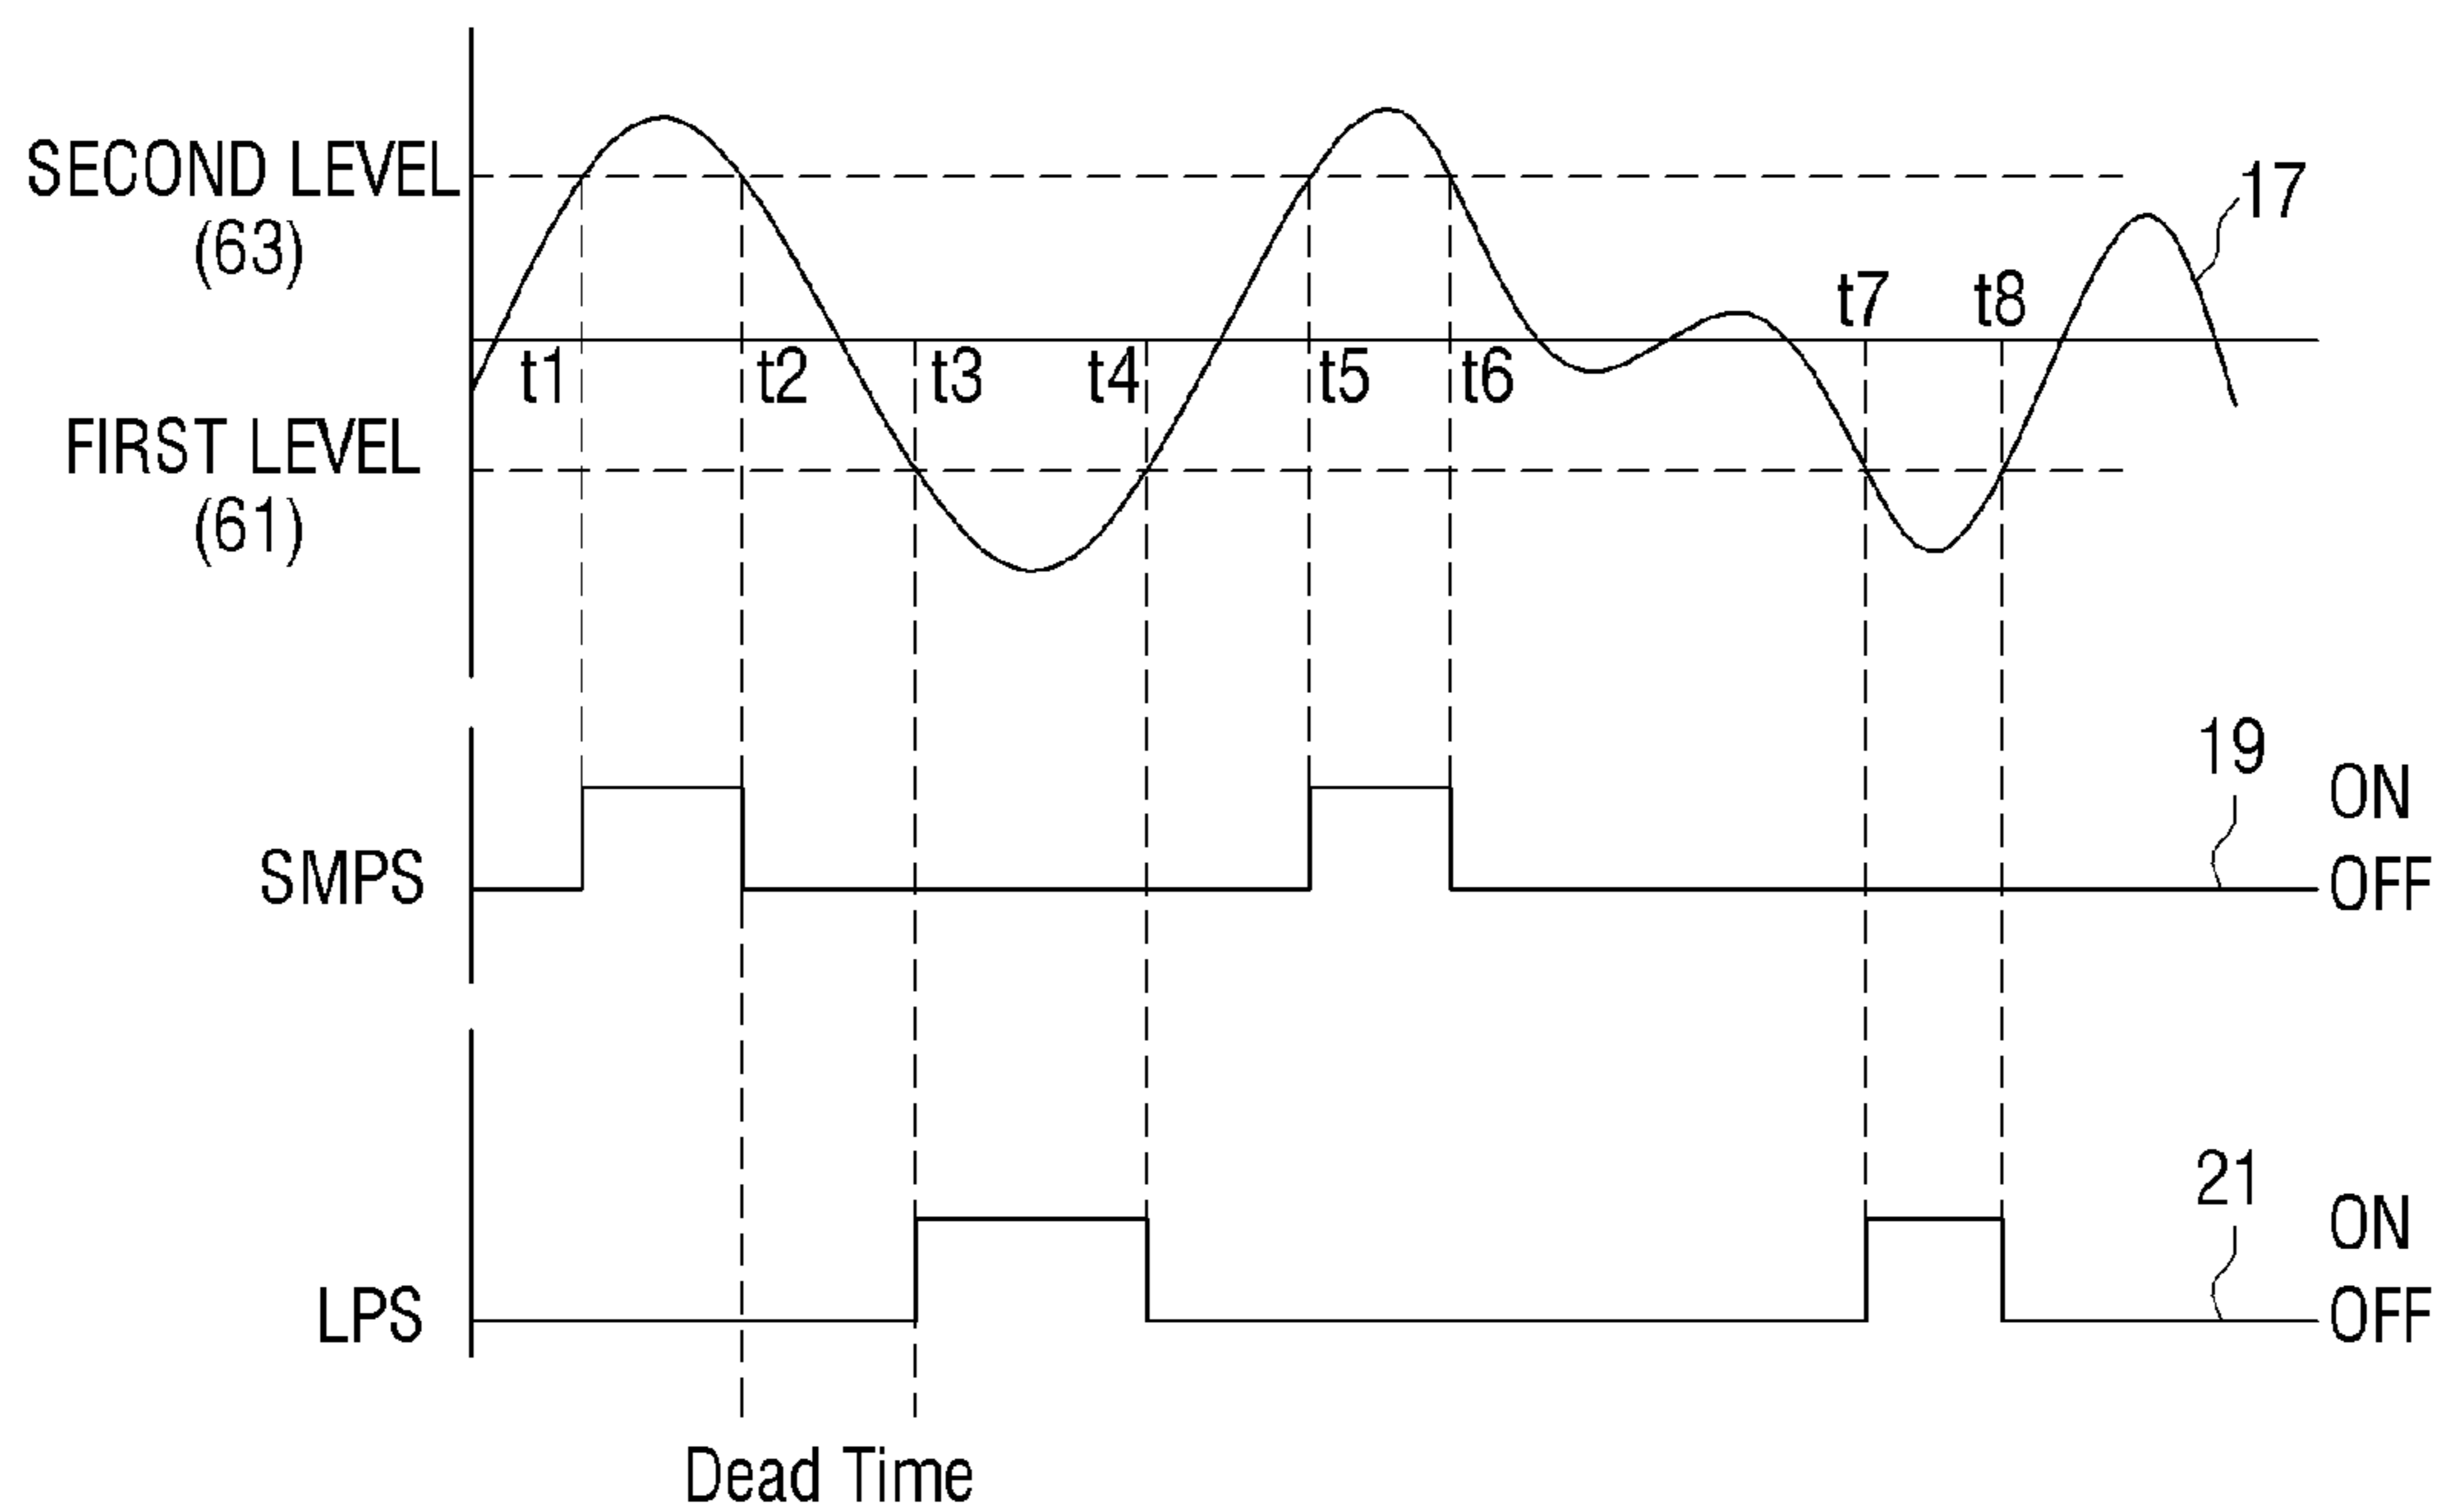 SECOND LEVEL
(63)
17
t7 t8
t1 t2 t3 t4 t5 t6
FIRST LEVEL
(61)
19
ON
SMPS
OFF
21
ON
LPS
OFF
Dead Time